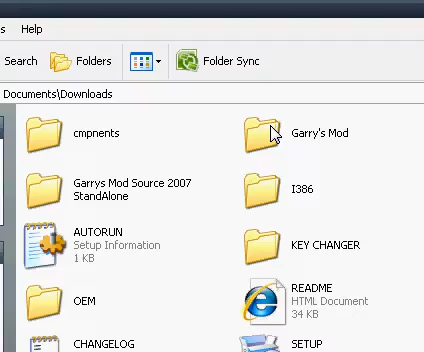 s Help
Search Folders Folder Sync
Documents\Downloads
cmpnents
Garry's Mod
Garrys Mod Source 2007
StandAlone
I386
AUTORUN
Setup Information
1 KB
KEY CHANGER
OEM
README
HTML Document
34 KB
CHANGELOG
SETUP